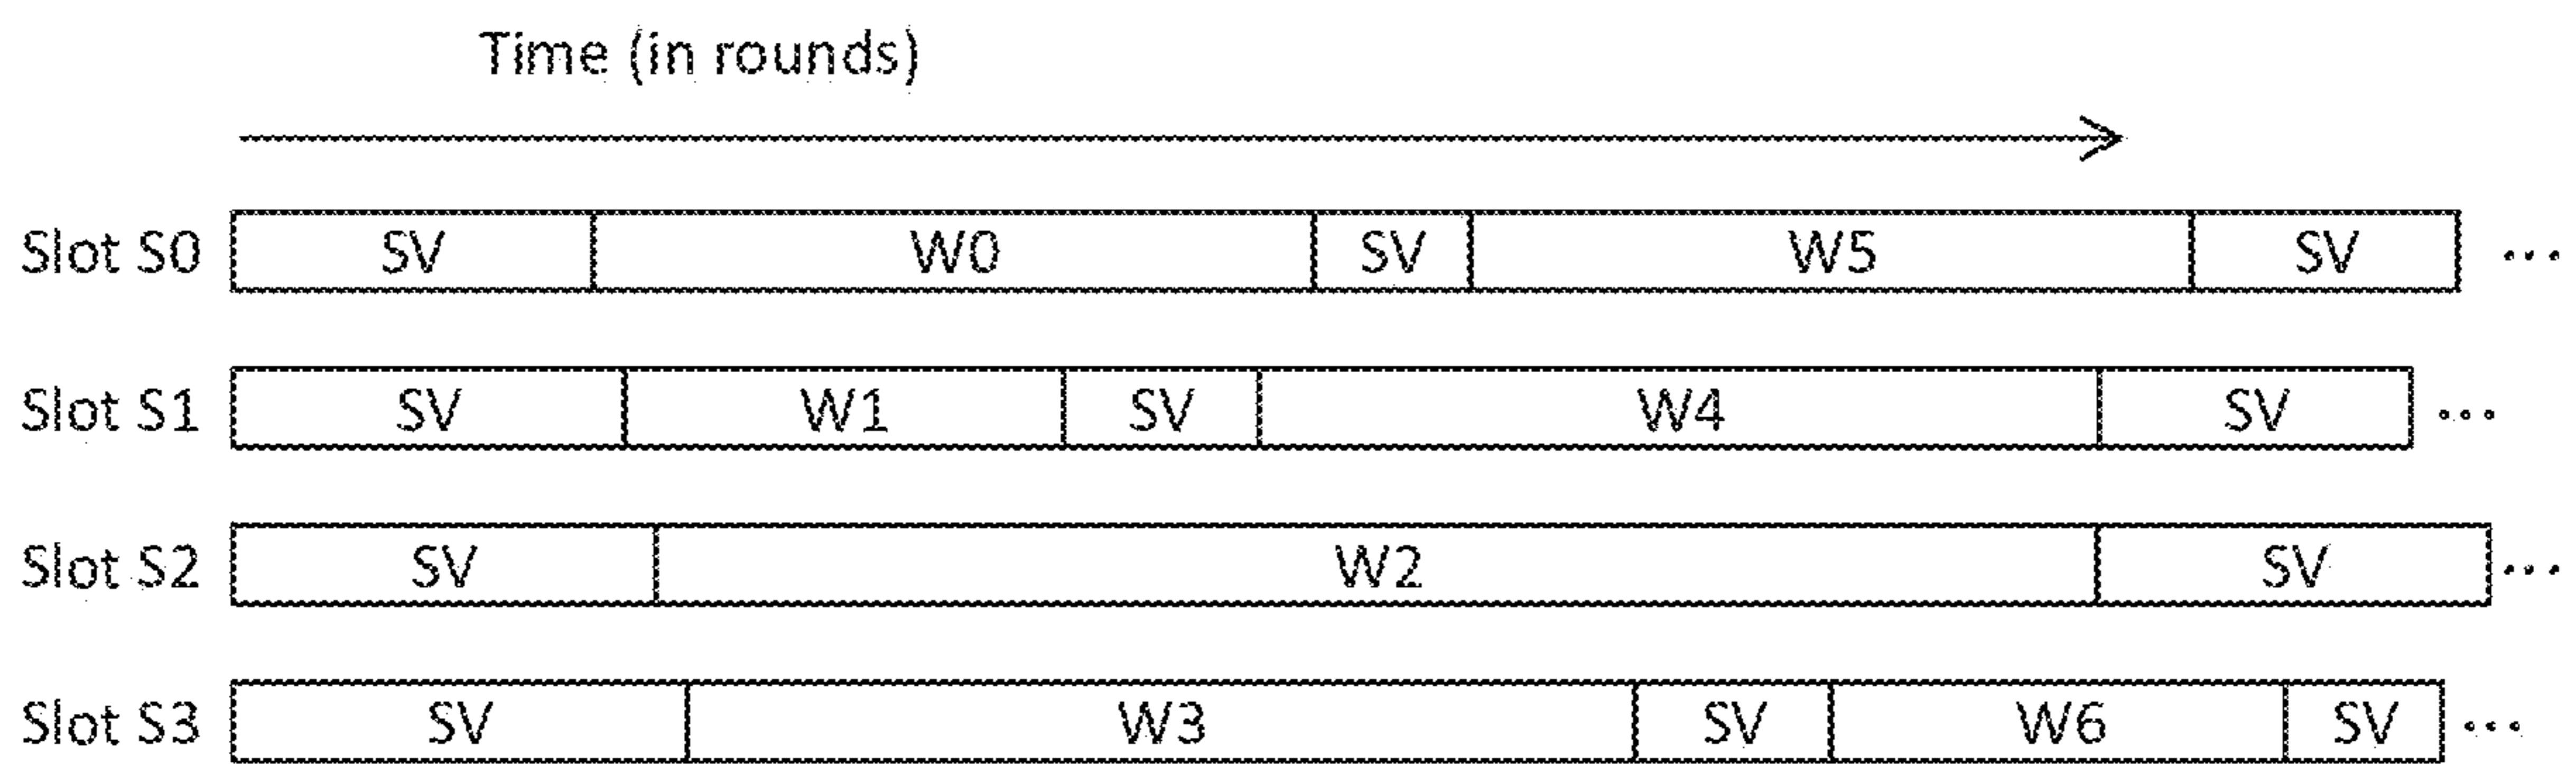 Time (in rounds)
Slot S0 SV W0 SV W5 SV ...
Slot S1 SV W1 SV W4 SV ...
Slot S2 SV W2 SV ...
Slot S3 SV W3 SV W6 SV ...